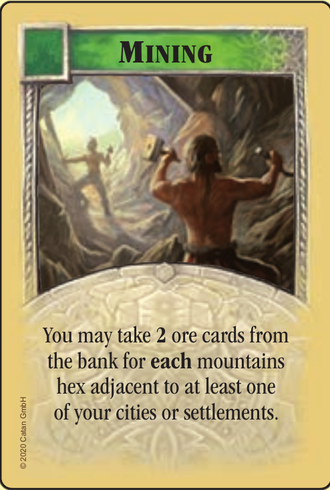 MINING
You may take 2 ore cards from
the bank for each mountains
hex adjacent to at least one
of your cities or settlements.
© 2020 Catan GmbH